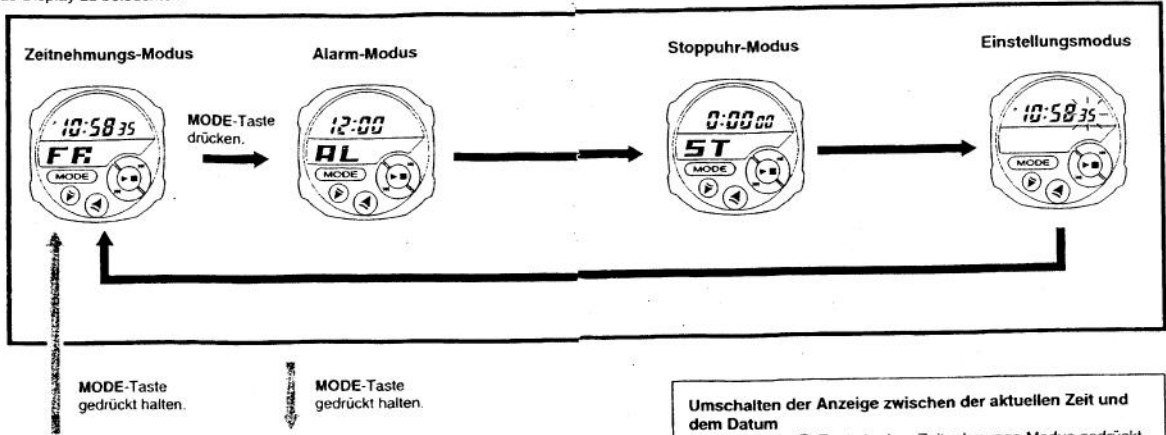 Zeitnehmungs-Modus
Alarm-Modus
Stoppuhr-Modus
Einstellungsmodus
10:58 35
FR
MODE
MODE-Taste
drücken.
12:00
AL
MODE
0:00 00
ST
MODE
10:58 35
MODE
MODE-Taste
gedrückt halten.
MODE-Taste
gedrückt halten.
Umschalten der Anzeige zwischen der aktuellen Zeit und
dem Datum